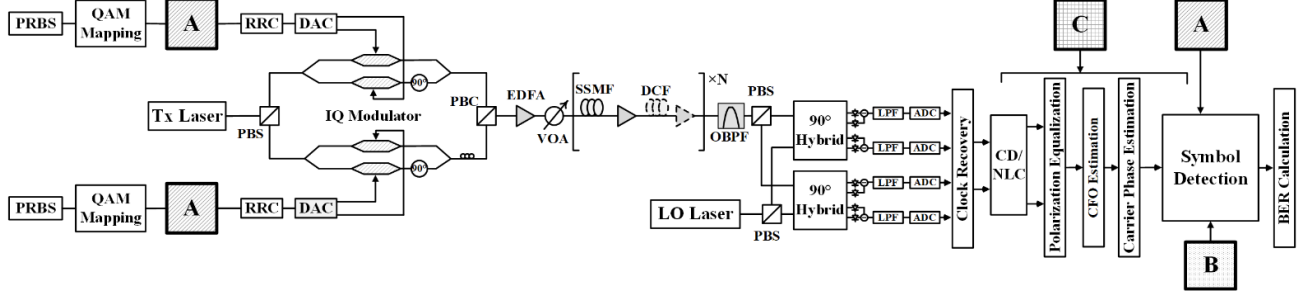 PRBS
QAM
Mapping
A
RRC
DAC
90°
Tx Laser
PBS
IQ Modulator
90°
PRBS
QAM
Mapping
A
RRC
DAC
PBC
EDFA
VOA
SSMF
DCF
×N
OBPF
PBS
LO Laser
PBS
90°
Hybrid
90°
Hybrid
LPF
ADC
LPF
ADC
LPF
ADC
LPF
ADC
Clock Recovery
CD/
NLC
C
Polarization Equalization
CFO Estimation
Carrier Phase Estimation
A
Symbol
Detection
B
BER Calculation